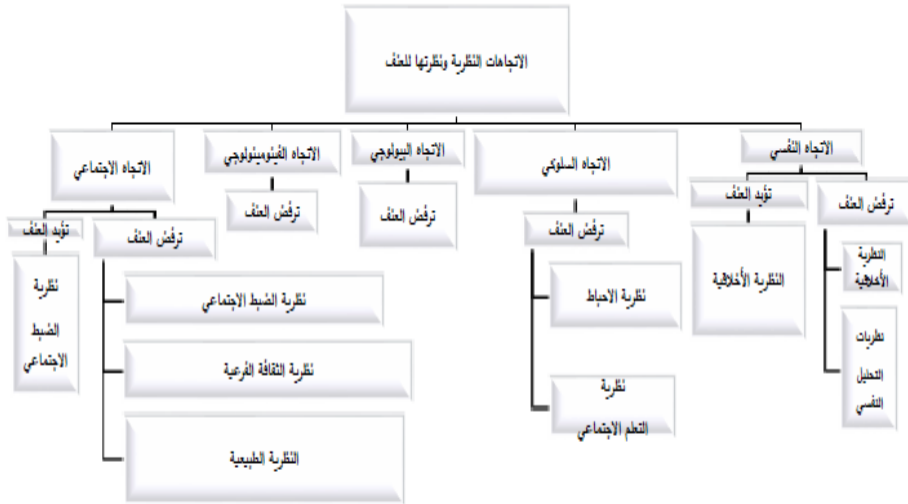 الاتجاهات النظرية ونظرتها للعنف
الاتجاه النفسي
ترفض العنف
النظرية
الأخلاقية
نظريات
التحليل
النفسي
تؤيد العنف
النظرية الأخلاقية
الاتجاه السلوكي
ترفض العنف
نظرية الاحباط
نظرية
التعلم الاجتماعي
الاتجاه البيولوجي
ترفض العنف
الاتجاه الفينومينولوجي
ترفض العنف
الاتجاه الاجتماعي
ترفض العنف
نظرية الضبط الاجتماعي
نظرية الثقافة الفرعية
النظرية الطبيعية
تؤيد العنف
نظرية
الضبط
الاجتماعي